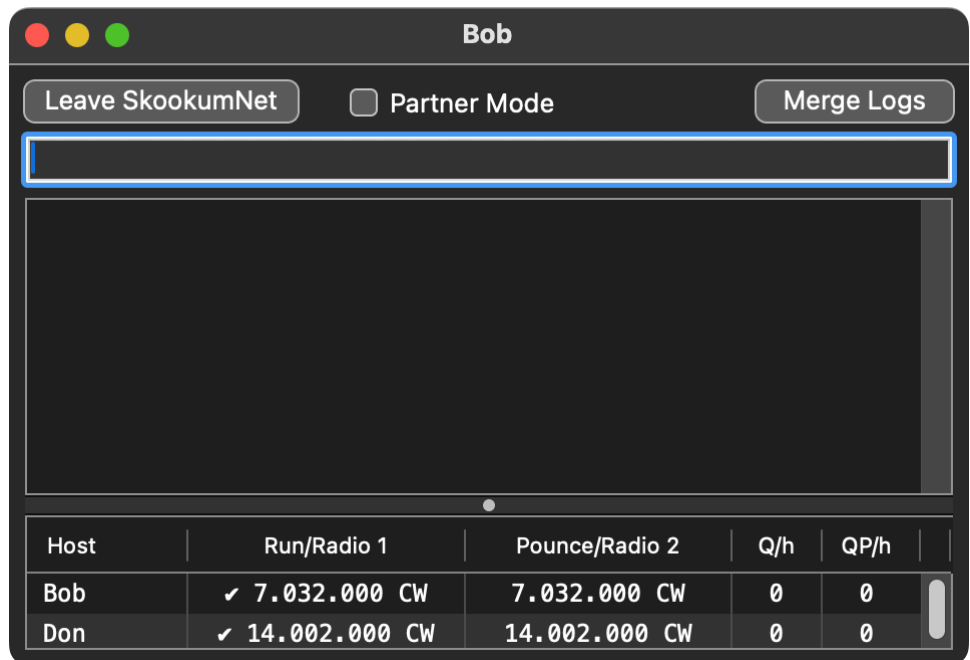 Bob
Leave SkookumNet Partner Mode Merge Logs
Host Run/Radio 1 Pounce/Radio 2 Q/h QP/h
Bob ✔ 7.032.000 CW 7.032.000 CW 0 0
Don ✔ 14.002.000 CW 14.002.000 CW 0 0